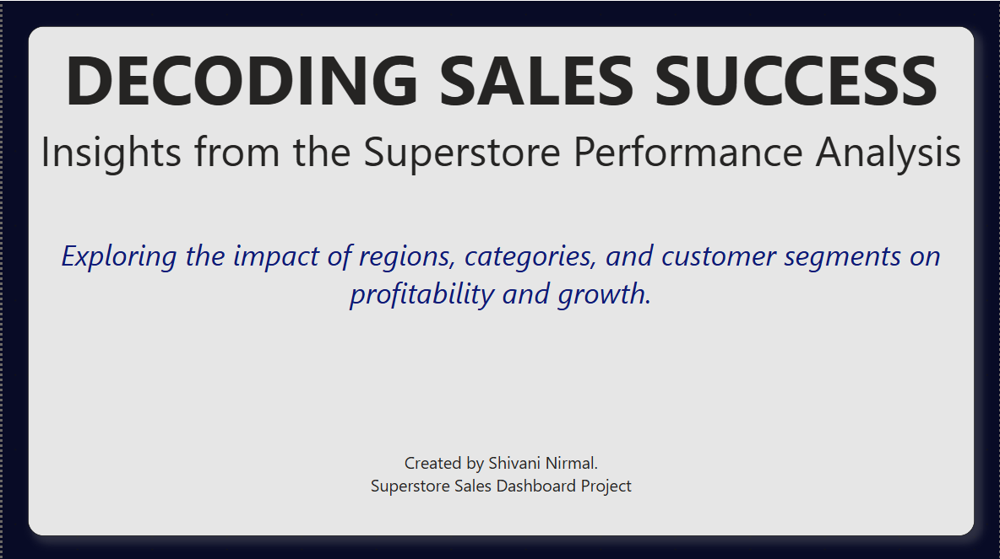 DECODING SALES SUCCESS
Insights from the Superstore Performance Analysis
Exploring the impact of regions, categories, and customer segments on
profitability and growth.
Created by Shivani Nirmal.
Superstore Sales Dashboard Project